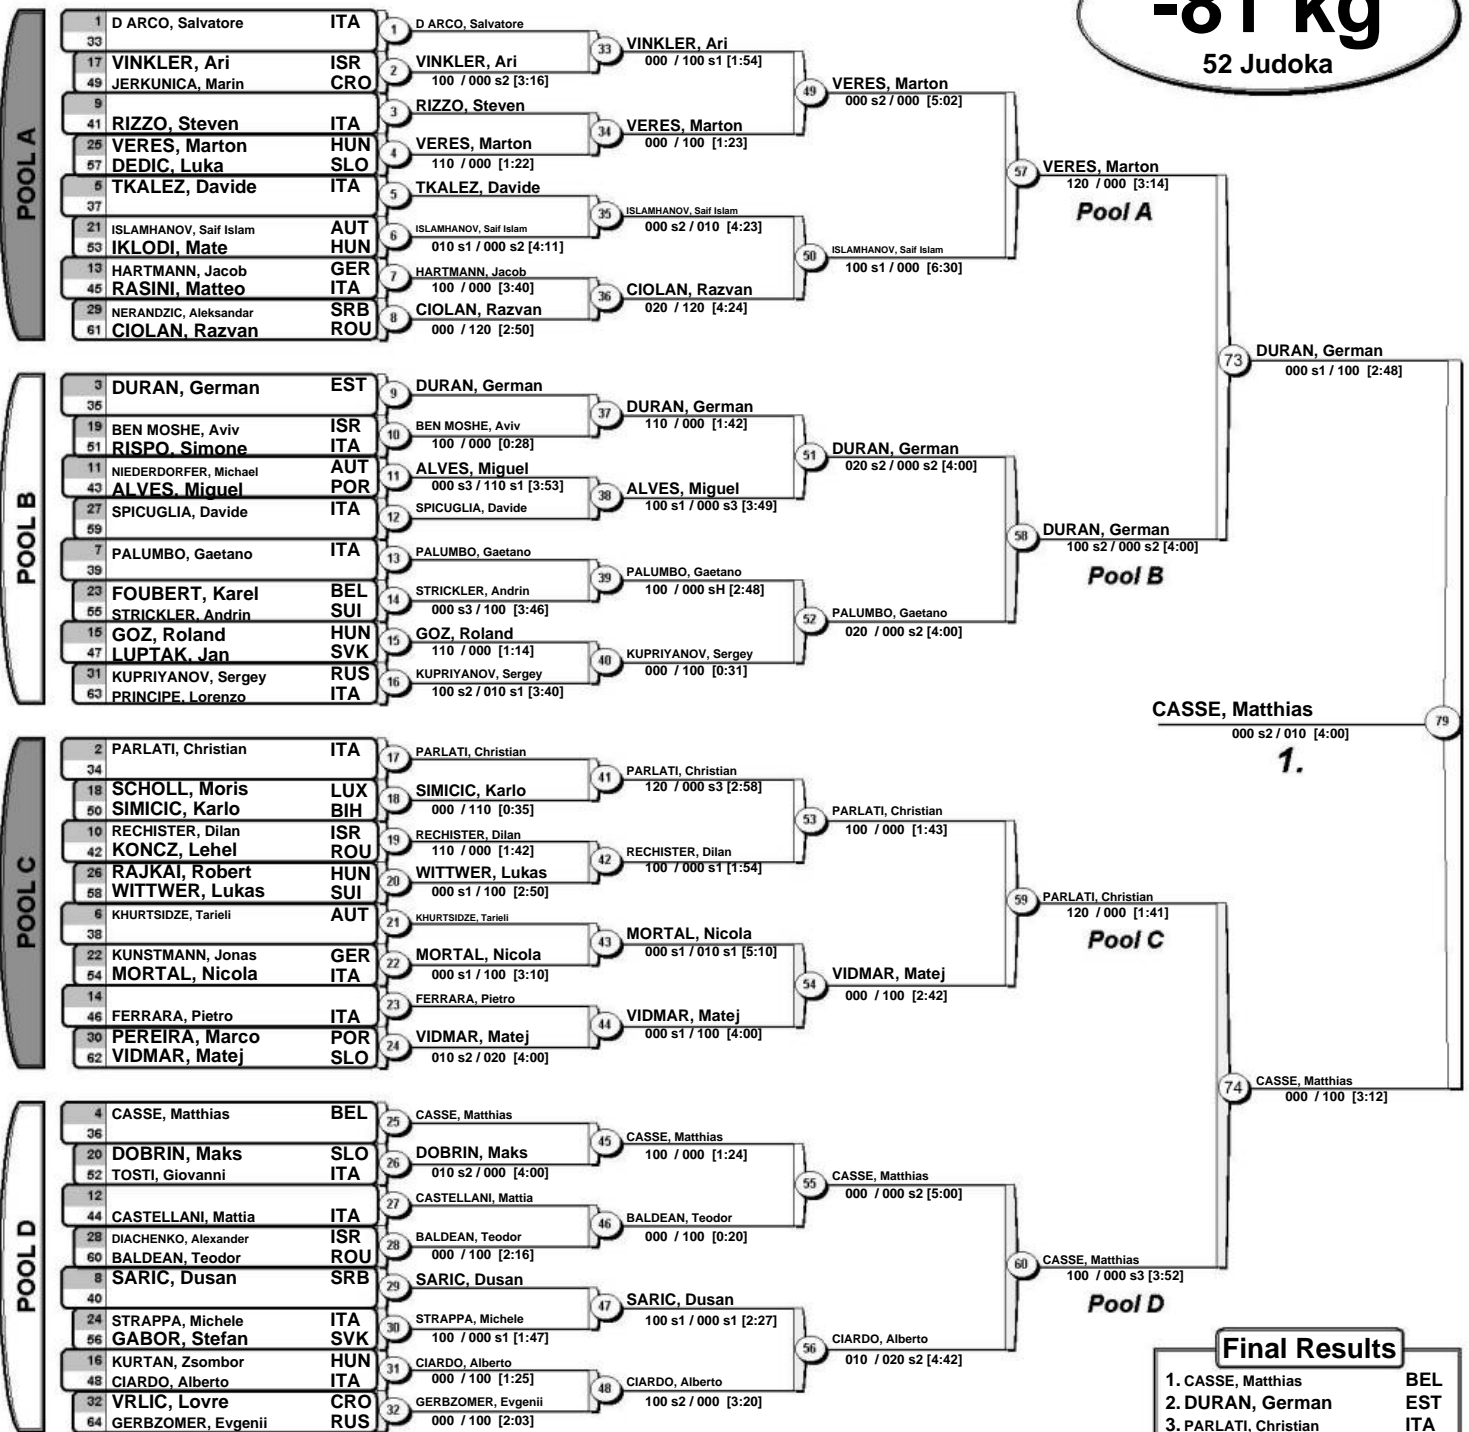 -81 kg
52 Judoka
POOL A
1 D ARCO, Salvatore ITA
33
17 VINKLER, Ari ISR
49 JERKUNICA, Marin CRO
9
41 RIZZO, Steven ITA
25 VERES, Marton HUN
57 DEDIC, Luka SLO
5 TKALEZ, Davide ITA
37
21 ISLAMHANOV, Saif Islam AUT
53 IKLODI, Mate HUN
13 HARTMANN, Jacob GER
45 RASINI, Matteo ITA
29 NERANDZIC, Aleksandar SRB
61 CIOLAN, Razvan ROU
1 D ARCO, Salvatore
2 VINKLER, Ari
100 / 000 s2 [3:16]
3 RIZZO, Steven
4 VERES, Marton
110 / 000 [1:22]
5 TKALEZ, Davide
6 ISLAMHANOV, Saif Islam
010 s1 / 000 s2 [4:11]
7 HARTMANN, Jacob
100 / 000 [3:40]
8 CIOLAN, Razvan
000 / 120 [2:50]
33 VINKLER, Ari
000 / 100 s1 [1:54]
34 VERES, Marton
000 / 100 [1:23]
35 ISLAMHANOV, Saif Islam
000 s2 / 010 [4:23]
36 CIOLAN, Razvan
020 / 120 [4:24]
49 VERES, Marton
000 s2 / 000 [5:02]
50 ISLAMHANOV, Saif Islam
100 s1 / 000 [6:30]
57 VERES, Marton
120 / 000 [3:14]
Pool A
POOL B
3 DURAN, German EST
35
19 BEN MOSHE, Aviv ISR
51 RISPO, Simone ITA
11 NIEDERDORFER, Michael AUT
43 ALVES, Miguel POR
27 SPICUGLIA, Davide ITA
59
7 PALUMBO, Gaetano ITA
39
23 FOUBERT, Karel BEL
55 STRICKLER, Andrin SUI
15 GOZ, Roland HUN
47 LUPTAK, Jan SVK
31 KUPRIYANOV, Sergey RUS
63 PRINCIPE, Lorenzo ITA
9 DURAN, German
10 BEN MOSHE, Aviv
100 / 000 [0:28]
11 ALVES, Miguel
000 s3 / 110 s1 [3:53]
12 SPICUGLIA, Davide
13 PALUMBO, Gaetano
14 STRICKLER, Andrin
000 s3 / 100 [3:46]
15 GOZ, Roland
110 / 000 [1:14]
16 KUPRIYANOV, Sergey
100 s2 / 010 s1 [3:40]
37 DURAN, German
110 / 000 [1:42]
38 ALVES, Miguel
100 s1 / 000 s3 [3:49]
39 PALUMBO, Gaetano
100 / 000 sH [2:48]
40 KUPRIYANOV, Sergey
000 / 100 [0:31]
51 DURAN, German
020 s2 / 000 s2 [4:00]
52 PALUMBO, Gaetano
020 / 000 s2 [4:00]
58 DURAN, German
100 s2 / 000 s2 [4:00]
Pool B
73 DURAN, German
000 s1 / 100 [2:48]
CASSE, Matthias 79
000 s2 / 010 [4:00]
1.
POOL C
2 PARLATI, Christian ITA
34
18 SCHOLL, Moris LUX
50 SIMICIC, Karlo BIH
10 RECHISTER, Dilan ISR
42 KONCZ, Lehel ROU
26 RAJKAI, Robert HUN
58 WITTWER, Lukas SUI
6 KHURTSIDZE, Tarieli AUT
38
22 KUNSTMANN, Jonas GER
54 MORTAL, Nicola ITA
14
46 FERRARA, Pietro ITA
30 PEREIRA, Marco POR
62 VIDMAR, Matej SLO
17 PARLATI, Christian
18 SIMICIC, Karlo
000 / 110 [0:35]
19 RECHISTER, Dilan
110 / 000 [1:42]
20 WITTWER, Lukas
000 s1 / 100 [2:50]
21 KHURTSIDZE, Tarieli
22 MORTAL, Nicola
000 s1 / 100 [3:10]
23 FERRARA, Pietro
24 VIDMAR, Matej
010 s2 / 020 [4:00]
41 PARLATI, Christian
120 / 000 s3 [2:58]
42 RECHISTER, Dilan
100 / 000 s1 [1:54]
43 MORTAL, Nicola
000 s1 / 010 s1 [5:10]
44 VIDMAR, Matej
000 s1 / 100 [4:00]
53 PARLATI, Christian
100 / 000 [1:43]
54 VIDMAR, Matej
000 / 100 [2:42]
59 PARLATI, Christian
120 / 000 [1:41]
Pool C
74 CASSE, Matthias
000 / 100 [3:12]
POOL D
4 CASSE, Matthias BEL
36
20 DOBRIN, Maks SLO
52 TOSTI, Giovanni ITA
12
44 CASTELLANI, Mattia ITA
28 DIACHENKO, Alexander ISR
60 BALDEAN, Teodor ROU
8 SARIC, Dusan SRB
40
24 STRAPPA, Michele ITA
56 GABOR, Stefan SVK
16 KURTAN, Zsombor HUN
48 CIARDO, Alberto ITA
32 VRLIC, Lovre CRO
64 GERBZOMER, Evgenii RUS
25 CASSE, Matthias
26 DOBRIN, Maks
010 s2 / 000 [4:00]
27 CASTELLANI, Mattia
28 BALDEAN, Teodor
000 / 100 [2:16]
29 SARIC, Dusan
30 STRAPPA, Michele
100 / 000 s1 [1:47]
31 CIARDO, Alberto
000 / 100 [1:25]
32 GERBZOMER, Evgenii
000 / 100 [2:03]
45 CASSE, Matthias
100 / 000 [1:24]
46 BALDEAN, Teodor
000 / 100 [0:20]
47 SARIC, Dusan
100 s1 / 000 s1 [2:27]
48 CIARDO, Alberto
100 s2 / 000 [3:20]
55 CASSE, Matthias
000 / 000 s2 [5:00]
56 CIARDO, Alberto
010 / 020 s2 [4:42]
60 CASSE, Matthias
100 / 000 s3 [3:52]
Pool D
Final Results
1. CASSE, Matthias BEL
2. DURAN, German EST
3. PARLATI, Christian ITA